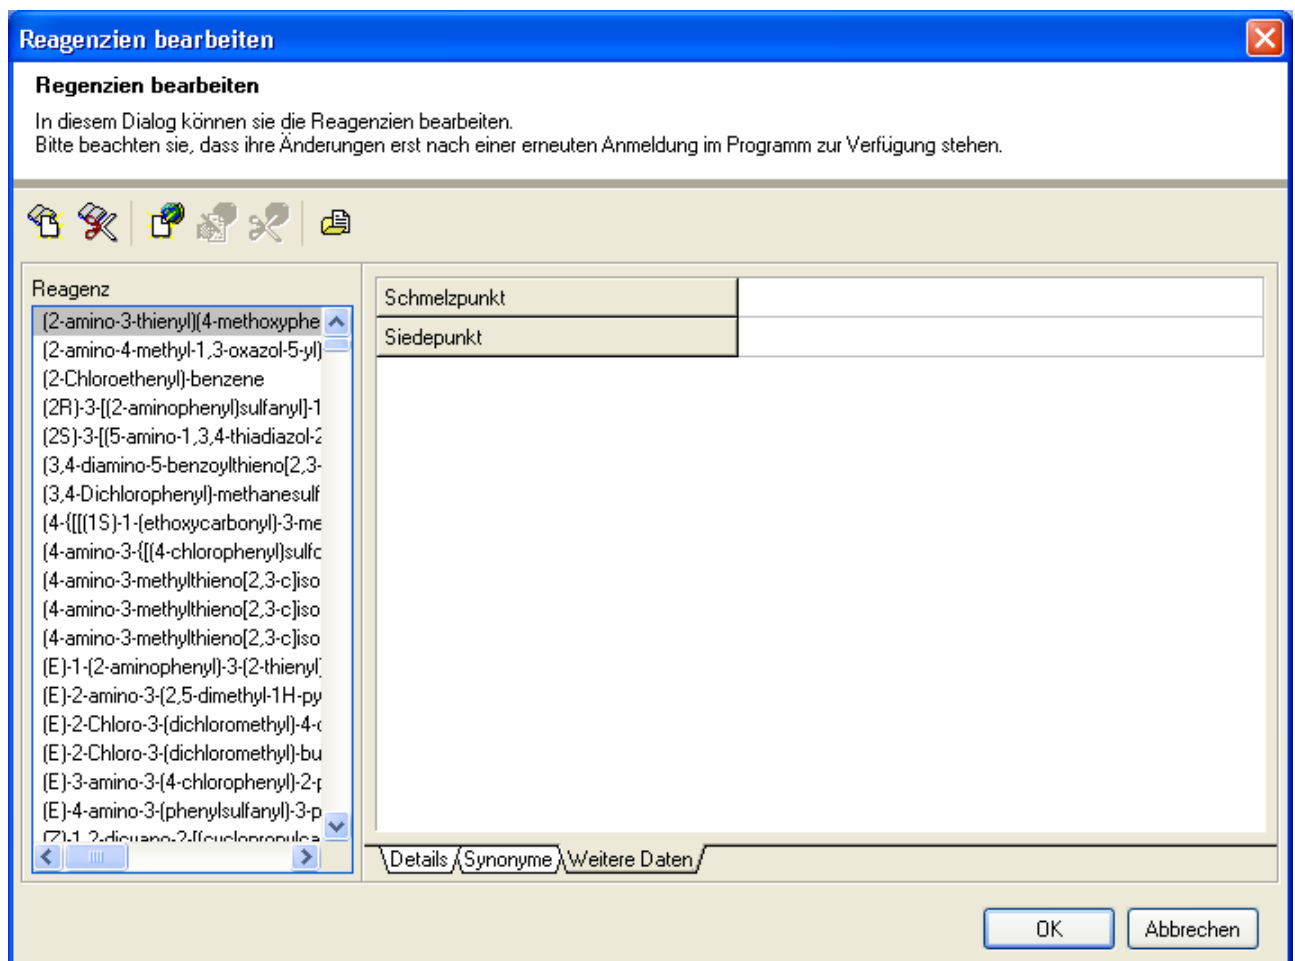 Reagenzien bearbeiten
Regenzien bearbeiten
In diesem Dialog können sie die Reagenzien bearbeiten.
Bitte beachten sie, dass ihre Änderungen erst nach einer erneuten Anmeldung im Programm zur Verfügung stehen.
Reagenz
(2-amino-3-thienyl)(4-methoxyphe
(2-amino-4-methyl-1,3-oxazol-5-yl)
(2-Chloroethenyl)-benzene
(2R)-3-[(2-aminophenyl)sulfanyl]-1
(2S)-3-[(5-amino-1,3,4-thiadiazol-2
(3,4-diamino-5-benzoylthieno[2,3-
(3,4-Dichlorophenyl)-methanesulf
(4-{[[(1S)-1-(ethoxycarbonyl)-3-me
(4-amino-3-{[(4-chlorophenyl)sulfo
(4-amino-3-methylthieno[2,3-c]iso
(4-amino-3-methylthieno[2,3-c]iso
(4-amino-3-methylthieno[2,3-c]iso
(E)-1-(2-aminophenyl)-3-(2-thienyl)
(E)-2-amino-3-(2,5-dimethyl-1H-py
(E)-2-Chloro-3-(dichloromethyl)-4-o
(E)-2-Chloro-3-(dichloromethyl)-bu
(E)-3-amino-3-(4-chlorophenyl)-2-p
(E)-4-amino-3-(phenylsulfanyl)-3-p
(Z)-1,2-dicyano-2-[(cyclopropylca
Schmelzpunkt
Siedepunkt
Details Synonyme Weitere Daten
OK Abbrechen